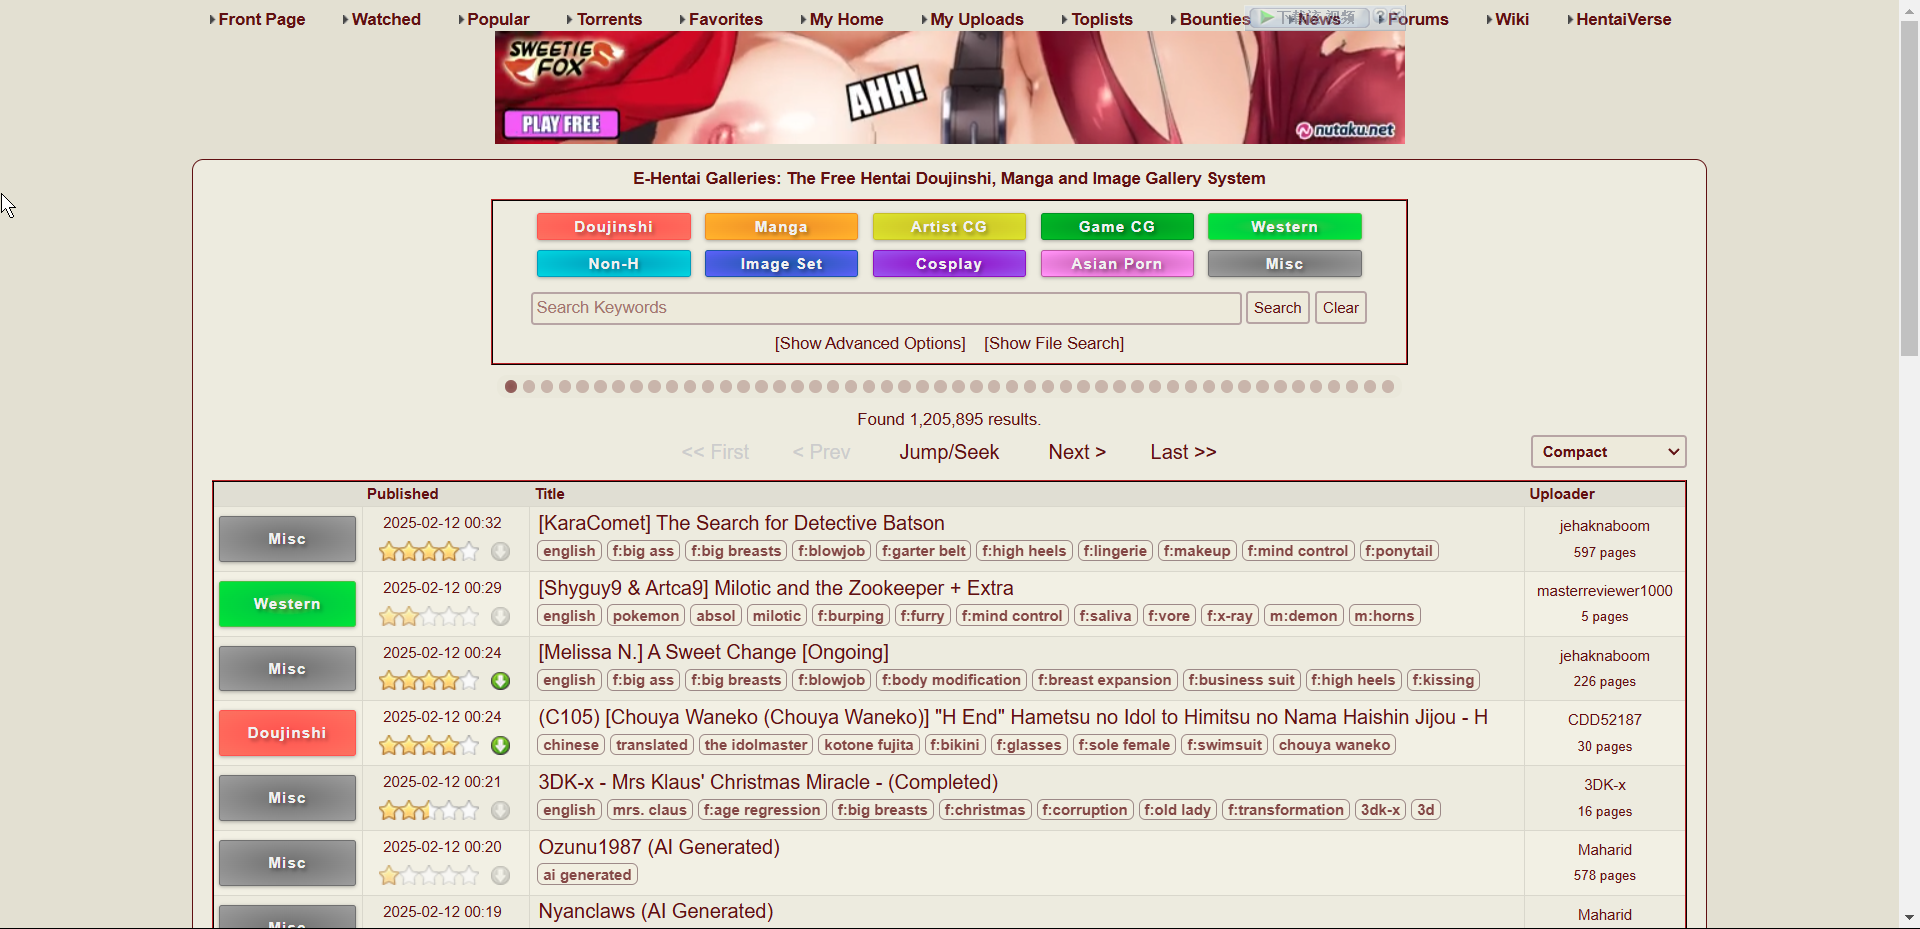 Front Page Watched Popular Torrents Favorites My Home My Uploads Toplists Bounties News Forums Wiki HentaiVerse
SWEETIE
FOX
AHH!
PLAY FREE
nutaku.net
E-Hentai Galleries: The Free Hentai Doujinshi, Manga and Image Gallery System
Doujinshi Manga Artist CG Game CG Western
Non-H Image Set Cosplay Asian Porn Misc
Search Keywords Search Clear
[Show Advanced Options] [Show File Search]
Found 1,205,895 results.
<< First < Prev Jump/Seek Next > Last >> Compact
Published Title Uploader
Misc 2025-02-12 00:32 [KaraComet] The Search for Detective Batson jehaknaboom
english f:big ass f:big breasts f:blowjob f:garter belt f:high heels f:lingerie f:makeup f:mind control f:ponytail 597 pages
Western 2025-02-12 00:29 [Shyguy9 & Artca9] Milotic and the Zookeeper + Extra masterreviewer1000
english pokemon absol milotic f:burping f:furry f:mind control f:saliva f:vore f:x-ray m:demon m:horns 5 pages
Misc 2025-02-12 00:24 [Melissa N.] A Sweet Change [Ongoing] jehaknaboom
english f:big ass f:big breasts f:blowjob f:body modification f:breast expansion f:business suit f:high heels f:kissing 226 pages
Doujinshi 2025-02-12 00:24 (C105) [Chouya Waneko (Chouya Waneko)] "H End" Hametsu no Idol to Himitsu no Nama Haishin Jijou - H CDD52187
chinese translated the idolmaster kotone fujita f:bikini f:glasses f:sole female f:swimsuit chouya waneko 30 pages
Misc 2025-02-12 00:21 3DK-x - Mrs Klaus' Christmas Miracle - (Completed) 3DK-x
english mrs. claus f:age regression f:big breasts f:christmas f:corruption f:old lady f:transformation 3dk-x 3d 16 pages
Misc 2025-02-12 00:20 Ozunu1987 (AI Generated) Maharid
ai generated 578 pages
Misc 2025-02-12 00:19 Nyanclaws (AI Generated) Maharid